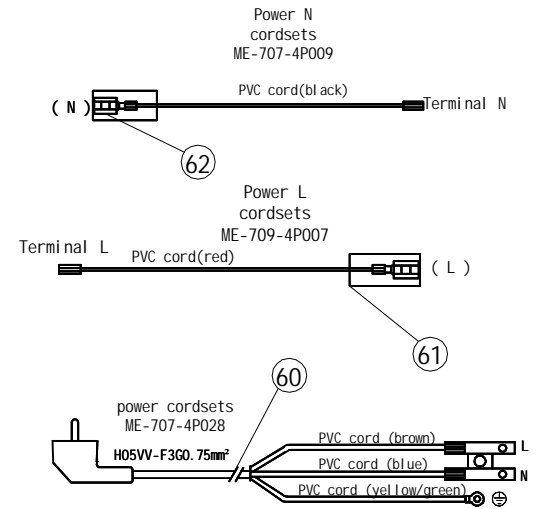 Power N
cordsets
ME-707-4P009
PVC cord(black)
( N )
Terminal N
62
Power L
cordsets
ME-709-4P007
Terminal L
PVC cord(red)
( L )
61
60
power cordsets
ME-707-4P028
H05VV-F3G0.75mm²
PVC cord (brown)
L
PVC cord (blue)
N
PVC cord (yellow/green)